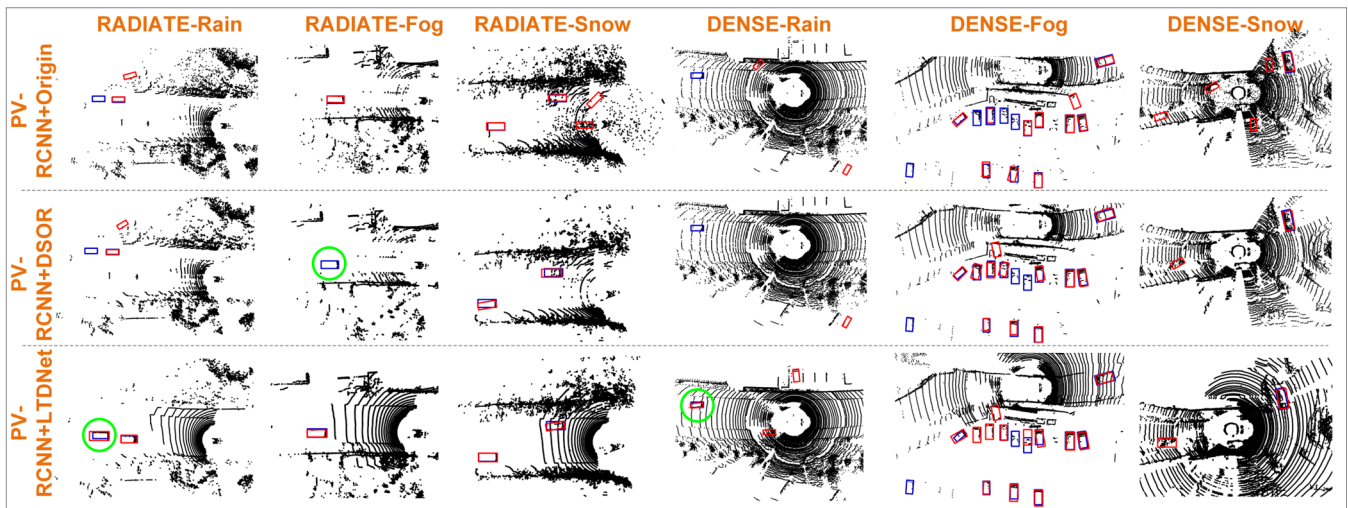 RADIATE-Rain RADIATE-Fog RADIATE-Snow DENSE-Rain DENSE-Fog DENSE-Snow
PV-
RCNN+Origin
PV-
RCNN+DSOR
PV-
RCNN+LTDNet